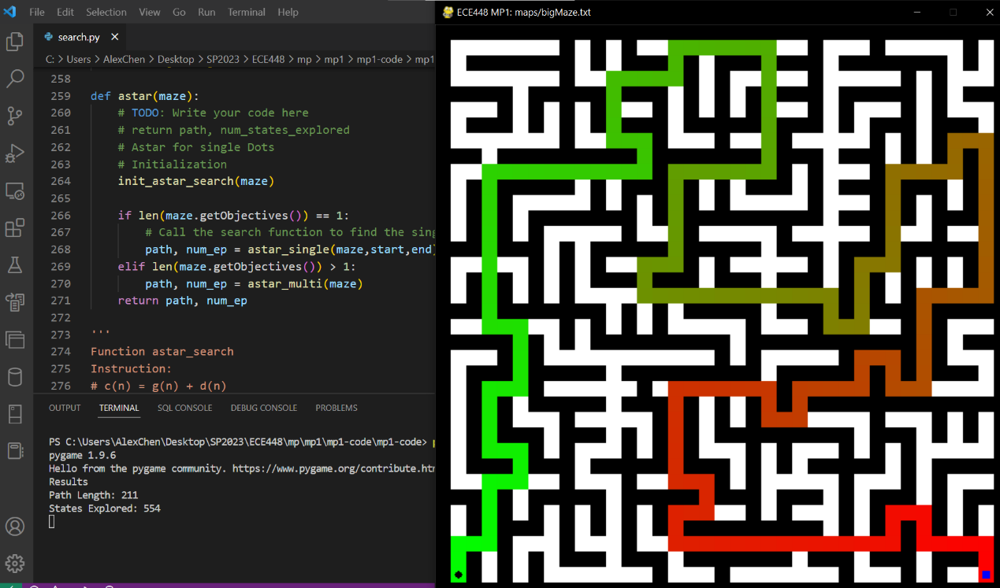 File Edit Selection View Go Run Terminal Help
ECE448 MP1: maps/bigMaze.txt
search.py
C: > Users > AlexChen > Desktop > SP2023 > ECE448 > mp > mp1 > mp1-code > mp1
258
259 def astar(maze):
260 # TODO: Write your code here
261 # return path, num_states_explored
262 # Astar for single Dots
263 # Initialization
264 init_astar_search(maze)
265
266 if len(maze.getObjectives()) == 1:
267 # Call the search function to find the sing
268 path, num_ep = astar_single(maze,start,end)
269 elif len(maze.getObjectives()) > 1:
270 path, num_ep = astar_multi(maze)
271 return path, num_ep
272
273 '''
274 Function astar_search
275 Instruction:
276 # c(n) = g(n) + d(n)
OUTPUT TERMINAL SQL CONSOLE DEBUG CONSOLE PROBLEMS
PS C:\Users\AlexChen\Desktop\SP2023\ECE448\mp\mp1\mp1-code\mp1-code> p
pygame 1.9.6
Hello from the pygame community. https://www.pygame.org/contribute.htm
Results
Path Length: 211
States Explored: 554